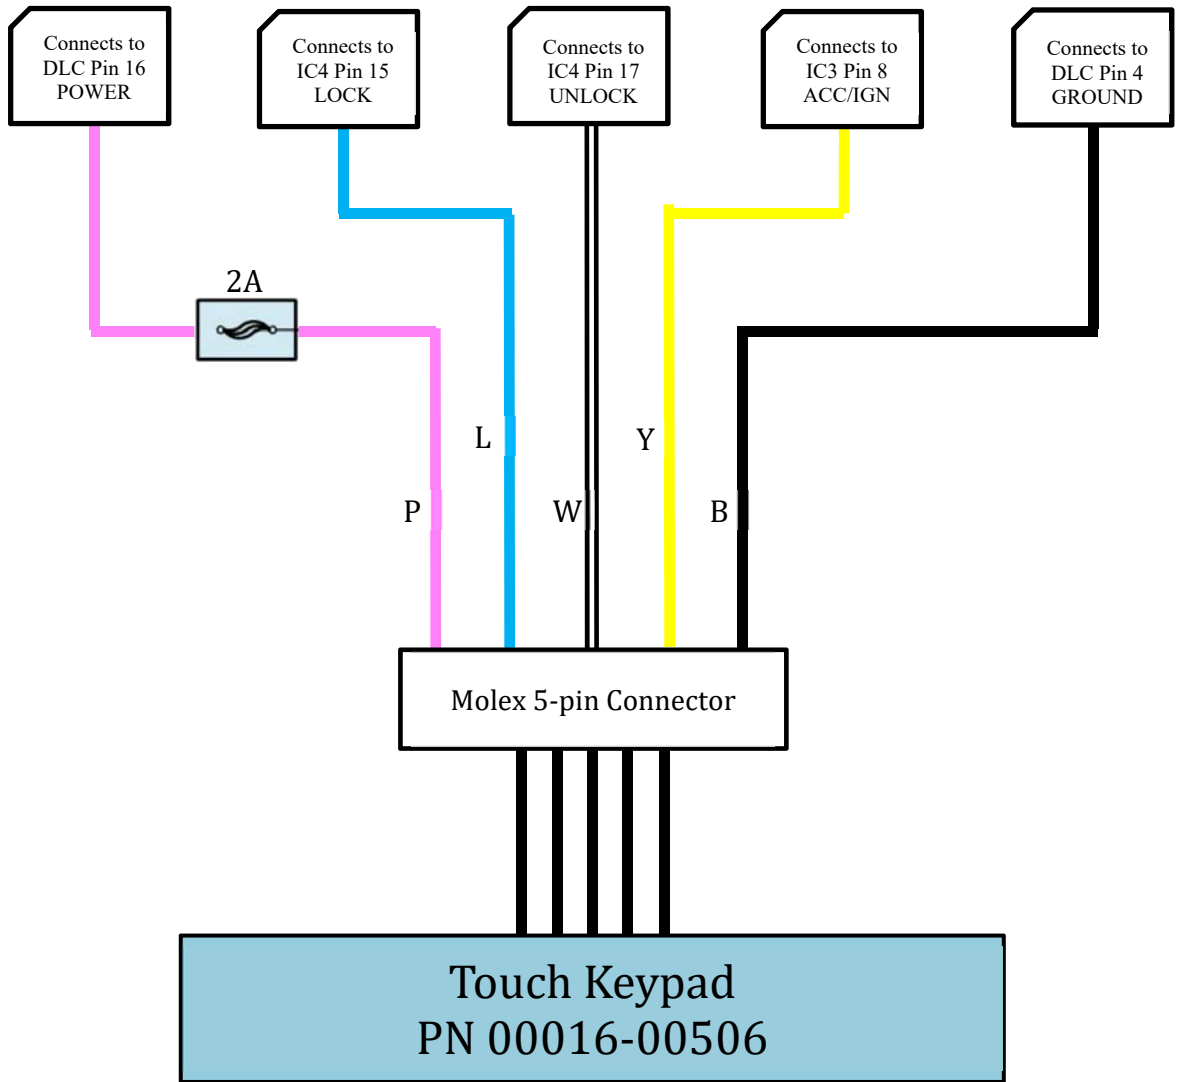 Connects to
DLC Pin 16
POWER
Connects to
IC4 Pin 15
LOCK
Connects to
IC4 Pin 17
UNLOCK
Connects to
IC3 Pin 8
ACC/IGN
Connects to
DLC Pin 4
GROUND
2A
L
Y
P
W
B
Molex 5-pin Connector
Touch Keypad
PN 00016-00506